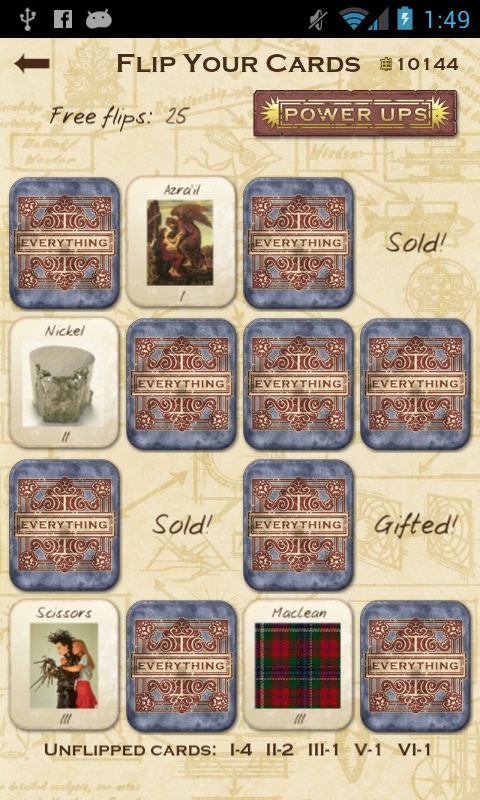 1:49
FLIP YOUR CARDS
10144
Free flips: 25
POWER UPS
EVERYTHING
Azra'il
I
EVERYTHING
Sold!
Nickel
II
EVERYTHING
EVERYTHING
EVERYTHING
EVERYTHING
Sold!
EVERYTHING
Gifted!
Scissors
III
EVERYTHING
Maclean
III
EVERYTHING
UNFLIPPED CARDS: I-4 II-2 III-1 V-1 VI-1